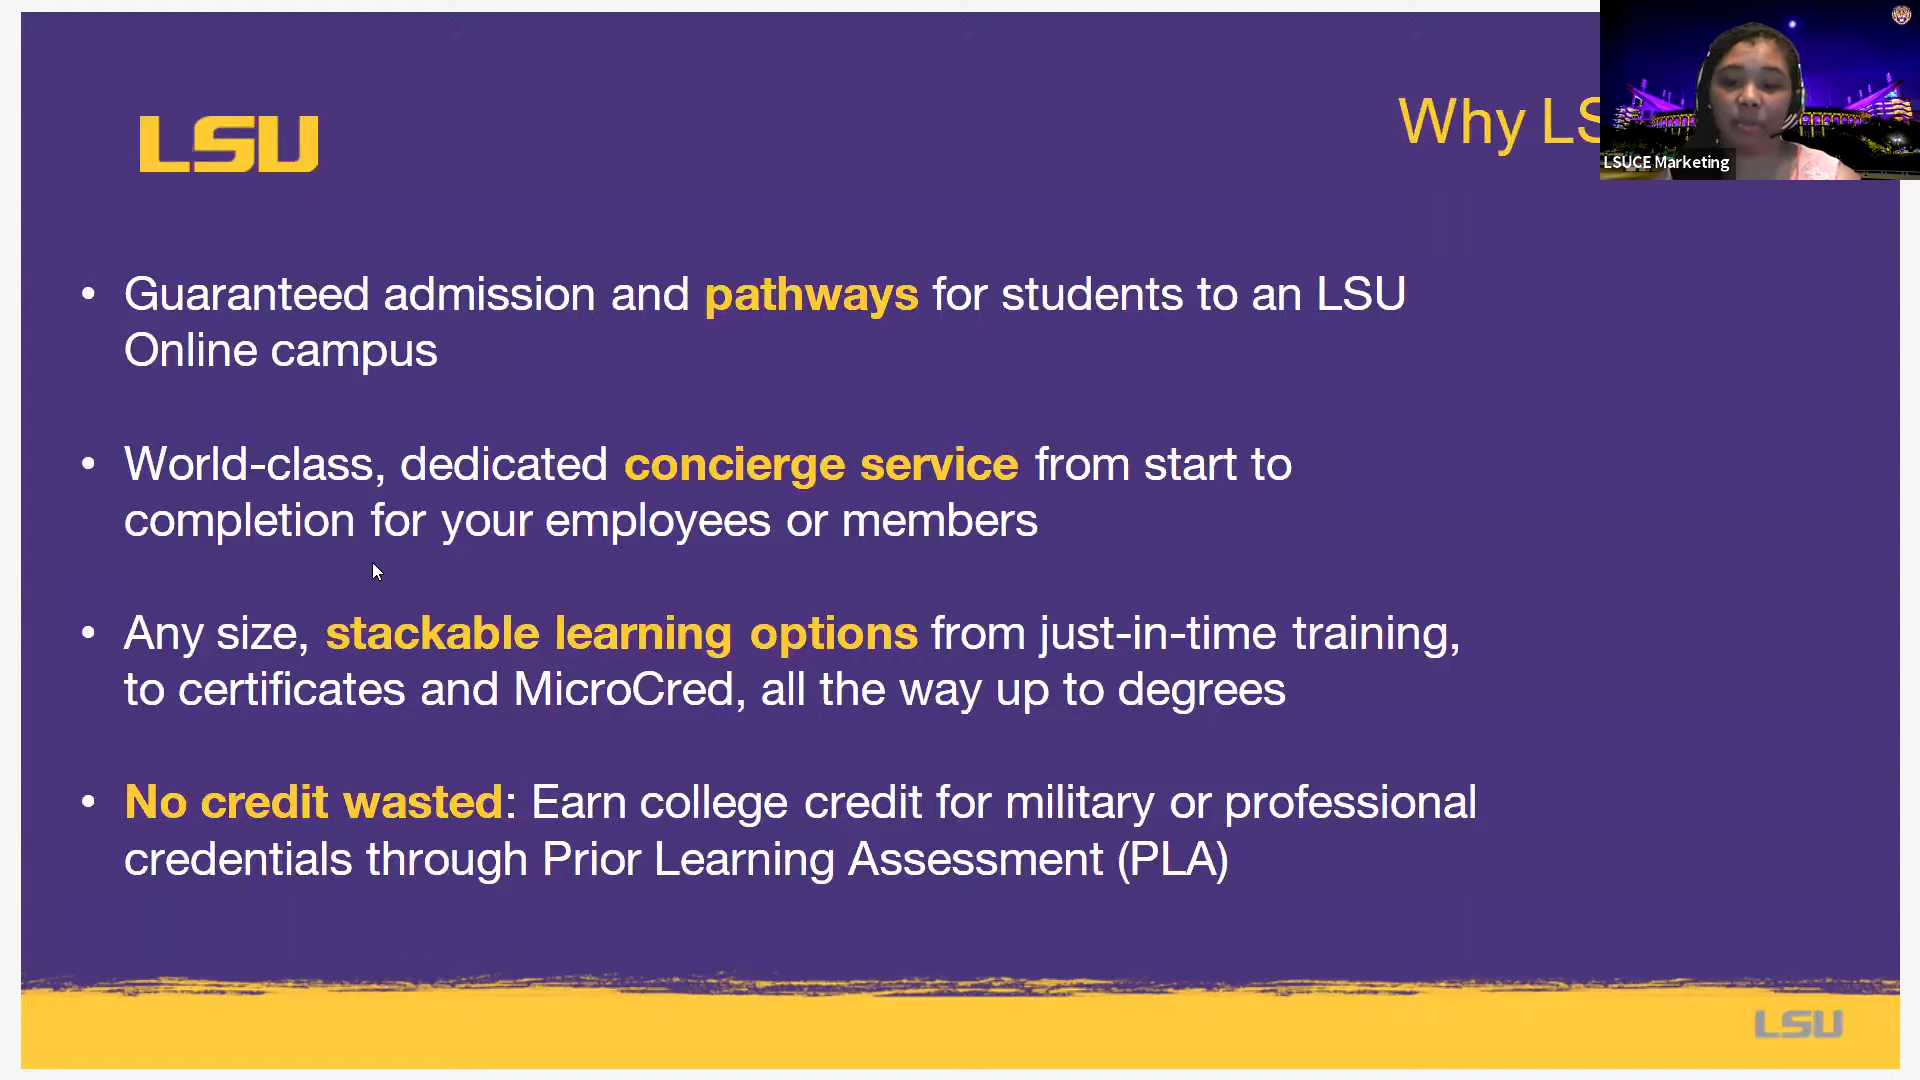 LSU
Why LS
LSUCE Marketing
• Guaranteed admission and pathways for students to an LSU
Online campus
• World-class, dedicated concierge service from start to
completion for your employees or members
• Any size, stackable learning options from just-in-time training,
to certificates and MicroCred, all the way up to degrees
• No credit wasted: Earn college credit for military or professional
credentials through Prior Learning Assessment (PLA)
LSU